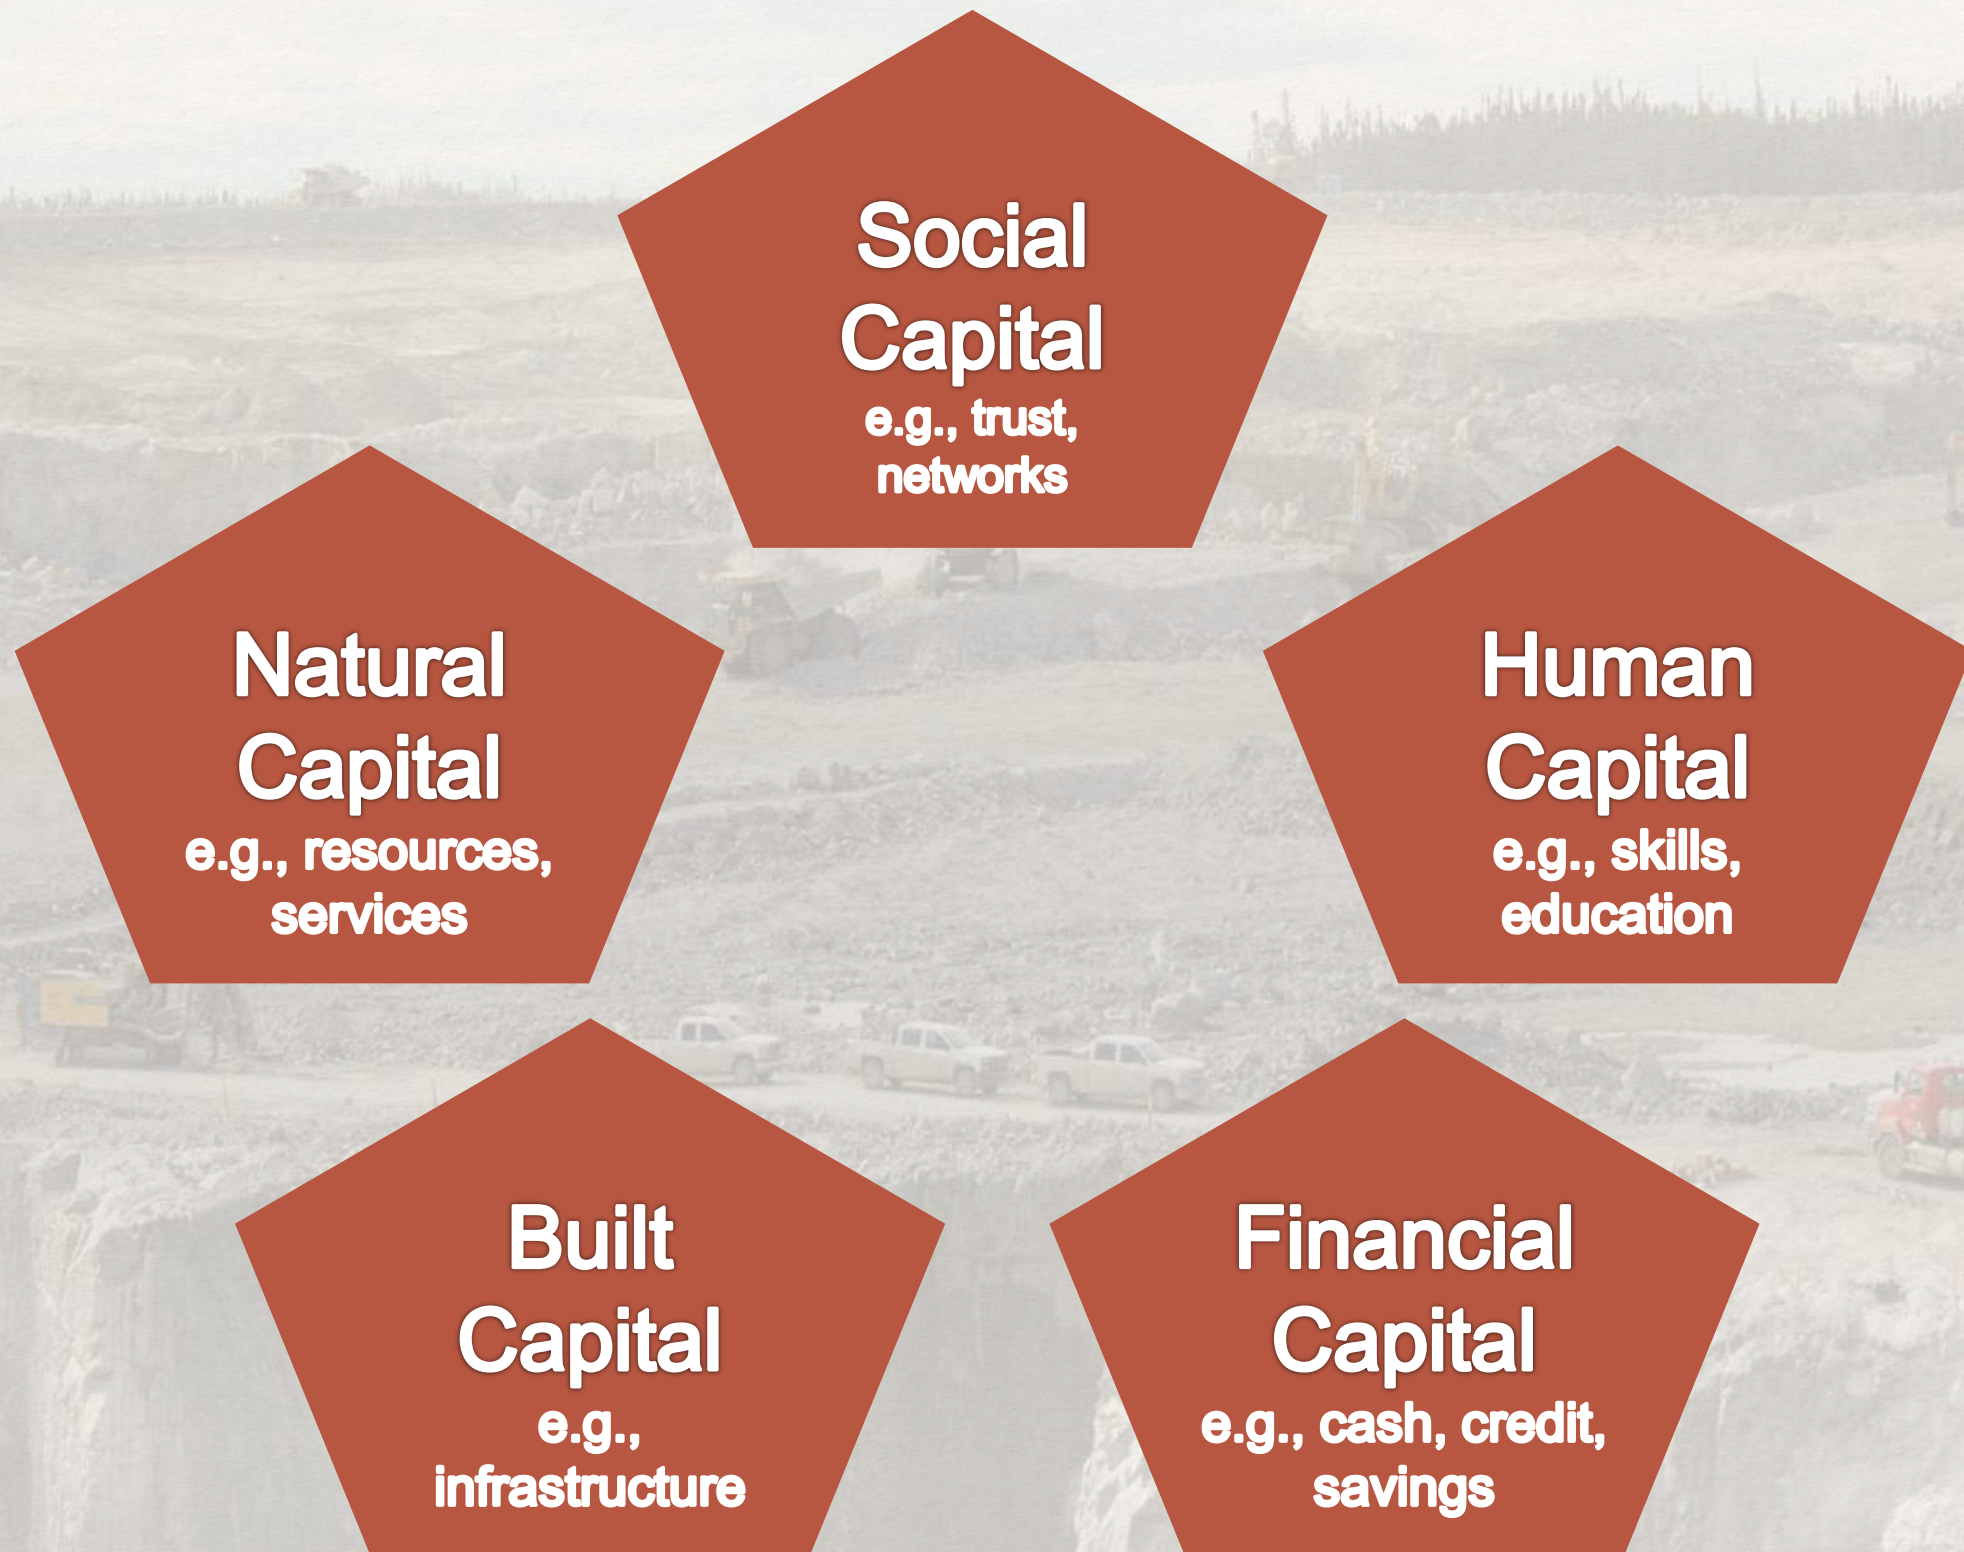 Social
Capital
e.g., trust,
networks
Natural
Capital
e.g., resources,
services
Human
Capital
e.g., skills,
education
Built
Capital
e.g.,
infrastructure
Financial
Capital
e.g., cash, credit,
savings